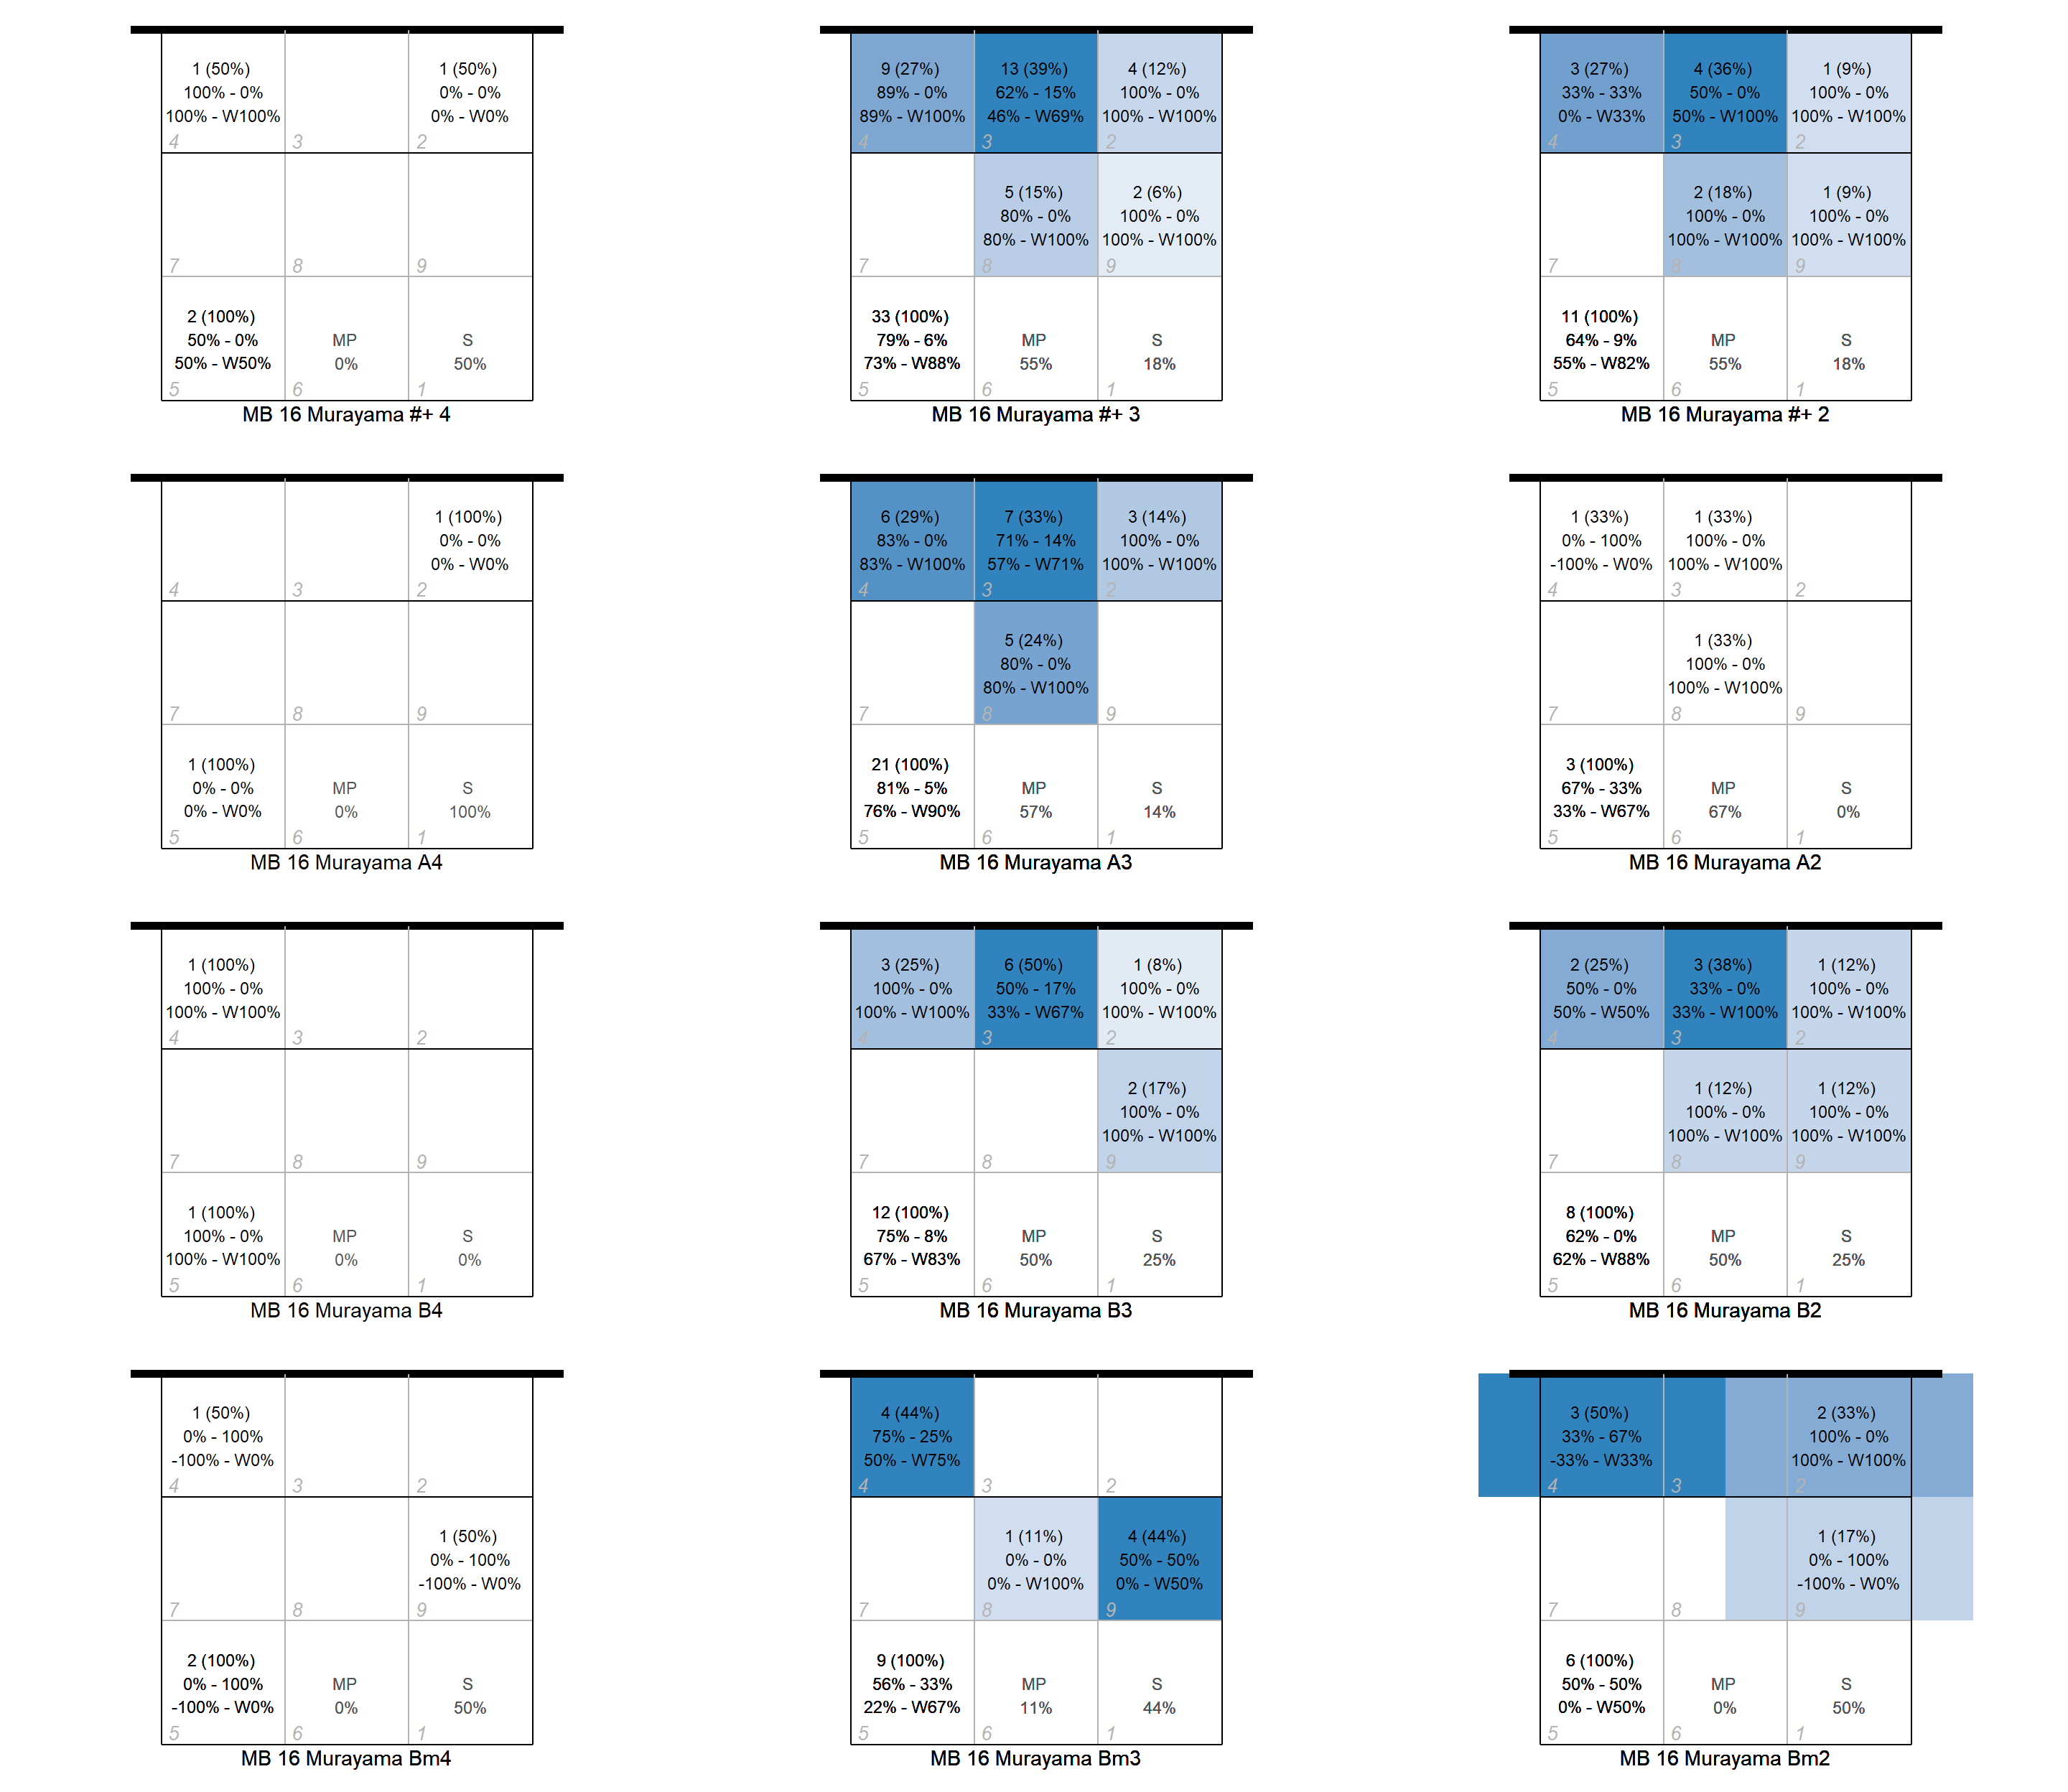 1 (50%) 1 (50%) 9 (27%) 13 (39%) 4 (12%) 3 (27%) 4 (36%) 1 (9%)
100% - 0% 0% - 0% 89% - 0% 62% - 15% 100% - 0% 33% - 33% 50% - 0% 100% - 0%
100% - W100% 0% - W0% 89% - W100% 46% - W69% 100% - W100% 0% - W33% 50% - W100% 100% - W100%
4 3 2 4 3 2 4 3 2
5 (15%) 2 (6%) 2 (18%) 1 (9%)
80% - 0% 100% - 0% 100% - 0% 100% - 0%
80% - W100% 100% - W100% 100% - W100% 100% - W100%
7 8 9 7 8 9 7 8 9
2 (100%) 33 (100%) 11 (100%)
50% - 0% MP S 79% - 6% MP S 64% - 9% MP S
50% - W50% 0% 50% 73% - W88% 55% 18% 55% - W82% 55% 18%
5 6 1 5 6 1 5 6 1
MB 16 Murayama #+ 4 MB 16 Murayama #+ 3 MB 16 Murayama #+ 2
1 (100%) 6 (29%) 7 (33%) 3 (14%) 1 (33%) 1 (33%)
0% - 0% 83% - 0% 71% - 14% 100% - 0% 0% - 100% 100% - 0%
0% - W0% 83% - W100% 57% - W71% 100% - W100% -100% - W0% 100% - W100%
4 3 2 4 3 2 4 3 2
5 (24%) 1 (33%)
80% - 0% 100% - 0%
80% - W100% 100% - W100%
7 8 9 7 8 9 7 8 9
1 (100%) 21 (100%) 3 (100%)
0% - 0% MP S 81% - 5% MP S 67% - 33% MP S
0% - W0% 0% 100% 76% - W90% 57% 14% 33% - W67% 67% 0%
5 6 1 5 6 1 5 6 1
MB 16 Murayama A4 MB 16 Murayama A3 MB 16 Murayama A2
1 (100%) 3 (25%) 6 (50%) 1 (8%) 2 (25%) 3 (38%) 1 (12%)
100% - 0% 100% - 0% 50% - 17% 100% - 0% 50% - 0% 33% - 0% 100% - 0%
100% - W100% 100% - W100% 33% - W67% 100% - W100% 50% - W50% 33% - W100% 100% - W100%
4 3 2 4 3 2 4 3 2
2 (17%) 1 (12%) 1 (12%)
100% - 0% 100% - 0% 100% - 0%
100% - W100% 100% - W100% 100% - W100%
7 8 9 7 8 9 7 8 9
1 (100%) 12 (100%) 8 (100%)
100% - 0% MP S 75% - 8% MP S 62% - 0% MP S
100% - W100% 0% 0% 67% - W83% 50% 25% 62% - W88% 50% 25%
5 6 1 5 6 1 5 6 1
MB 16 Murayama B4 MB 16 Murayama B3 MB 16 Murayama B2
1 (50%) 4 (44%) 3 (50%) 2 (33%)
0% - 100% 75% - 25% 33% - 67% 100% - 0%
-100% - W0% 50% - W75% -33% - W33% 100% - W100%
4 3 2 4 3 2 4 3 2
1 (50%) 1 (11%) 4 (44%) 1 (17%)
0% - 100% 0% - 0% 50% - 50% 0% - 100%
-100% - W0% 0% - W100% 0% - W50% -100% - W0%
7 8 9 7 8 9 7 8 9
2 (100%) 9 (100%) 6 (100%)
0% - 100% MP S 56% - 33% MP S 50% - 50% MP S
-100% - W0% 0% 50% 22% - W67% 11% 44% 0% - W50% 0% 50%
5 6 1 5 6 1 5 6 1
MB 16 Murayama Bm4 MB 16 Murayama Bm3 MB 16 Murayama Bm2